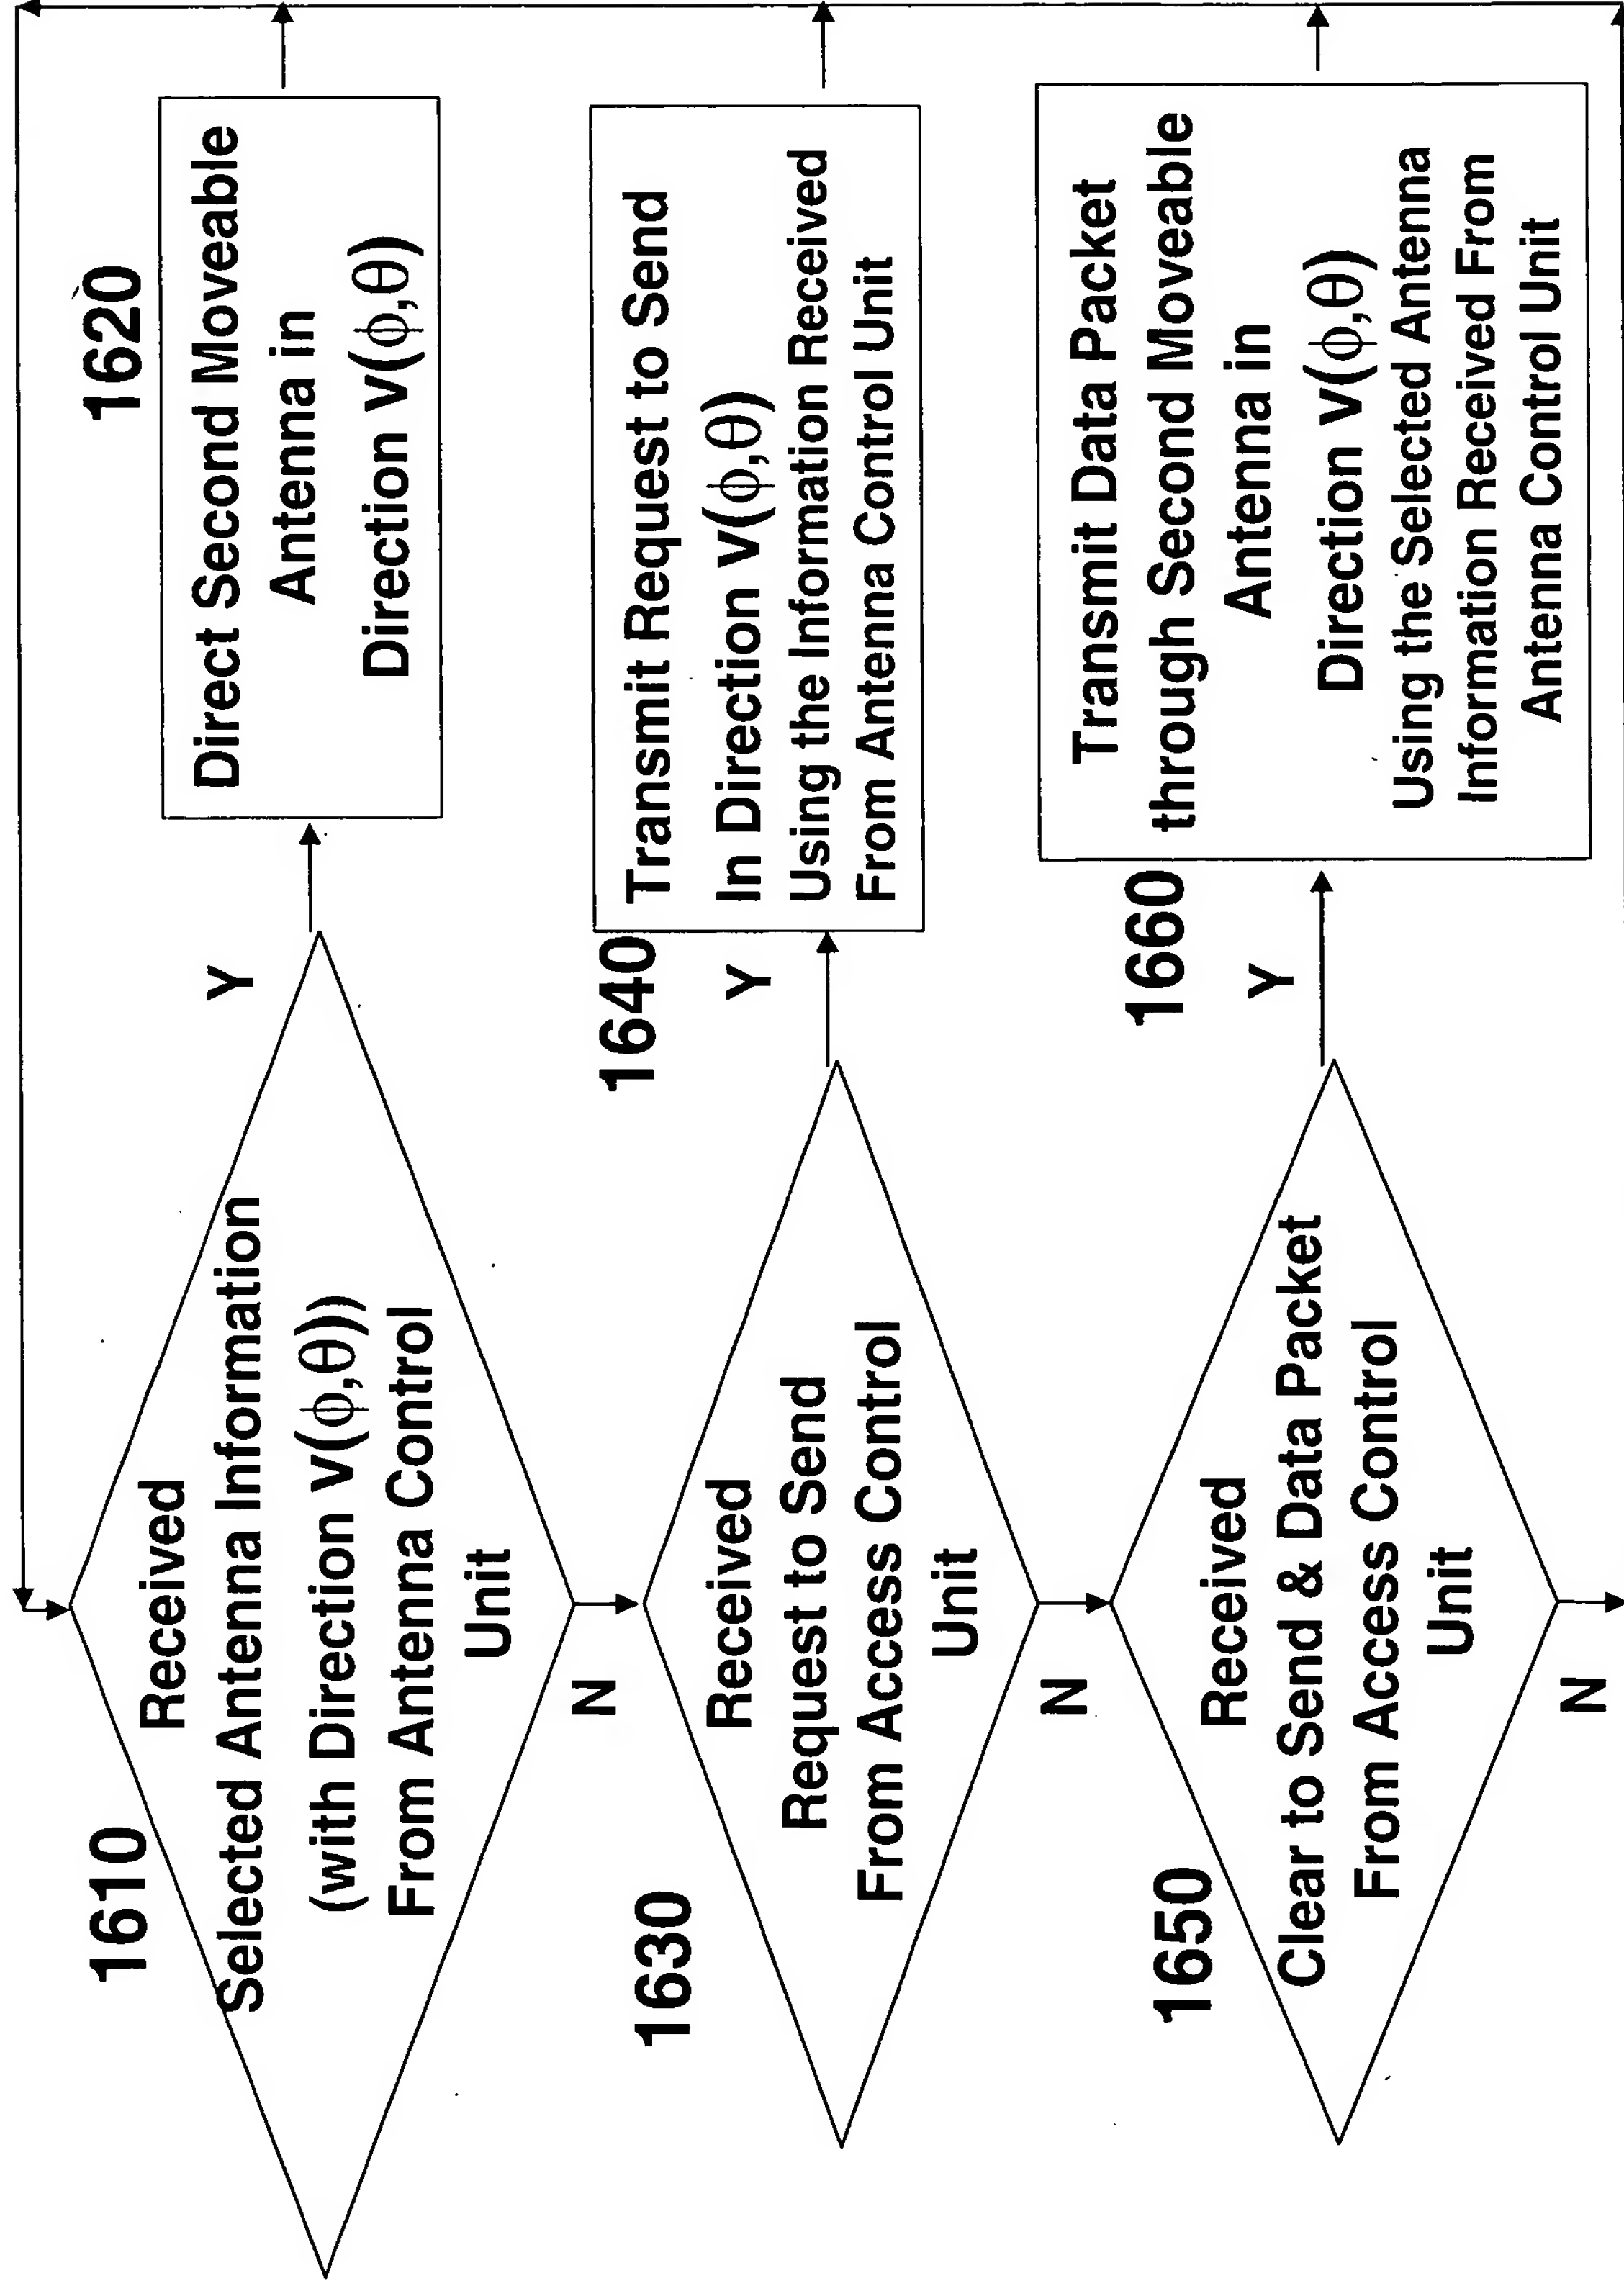 1610
Received
Selected Antenna Information
(with Direction v(ϕ,θ))
From Antenna Control
Unit
Y
N
1620
Direct Second Moveable
Antenna in
Direction v(ϕ,θ)
1630
Received
Request to Send
From Access Control
Unit
Y
N
1640
Transmit Request to Send
In Direction v(ϕ,θ)
Using the Information Received
From Antenna Control Unit
1650
Received
Clear to Send & Data Packet
From Access Control
Unit
Y
N
1660
Transmit Data Packet
through Second Moveable
Antenna in
Direction v(ϕ,θ)
Using the Selected Antenna
Information Received From
Antenna Control Unit